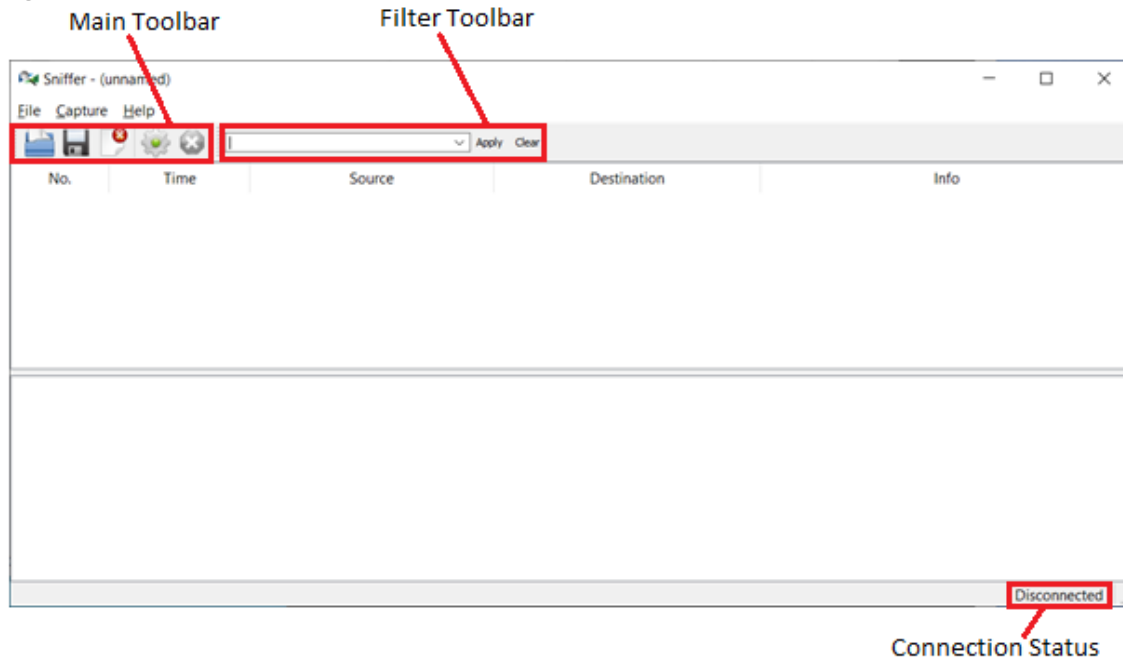 Main Toolbar
Filter Toolbar
Sniffer - (unnamed)
File Capture Help
Apply Clear
No. Time Source Destination Info
Disconnected
Connection Status